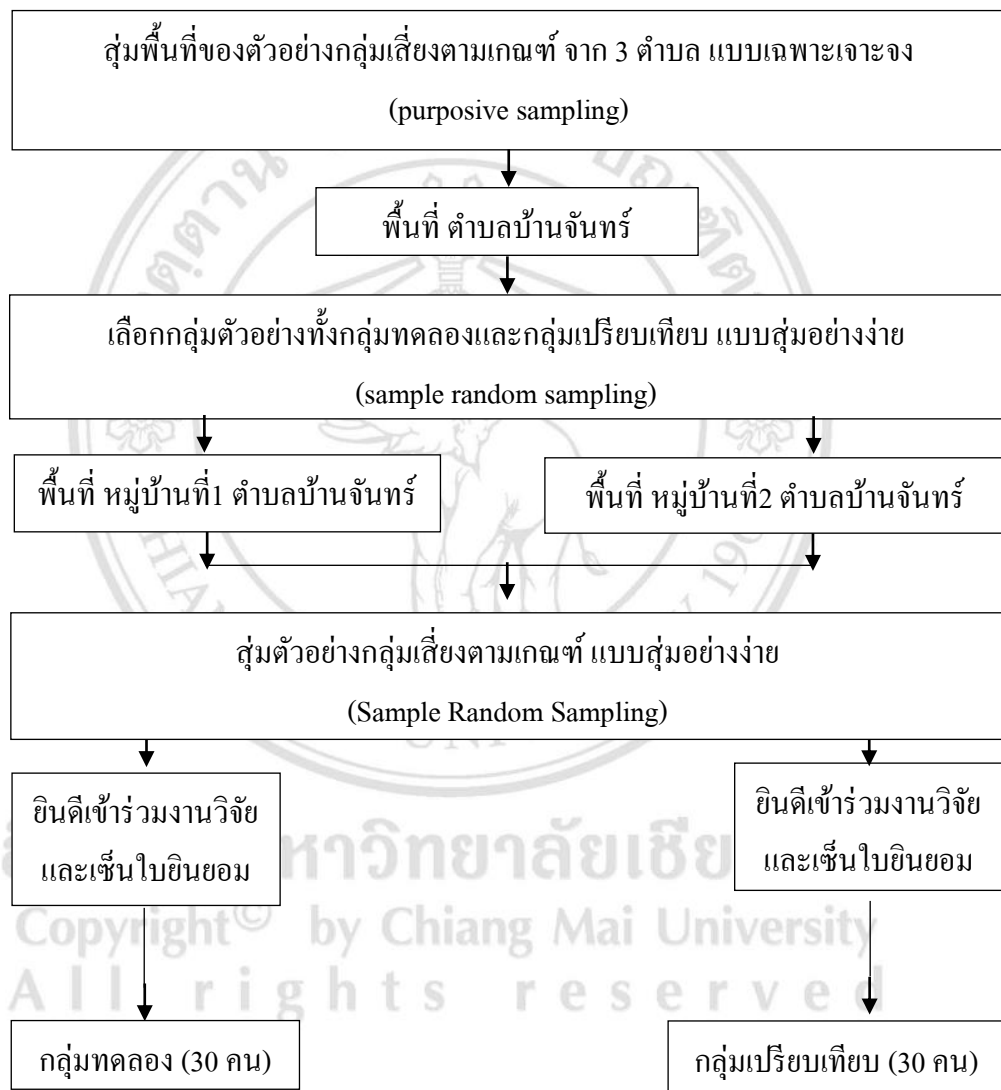 สุ่มพื้นที่ของตัวอย่างกลุ่มเสี่ยงตามเกณฑ์ จาก 3 ตำบล แบบเฉพาะเจาะจง
(purposive sampling)
พื้นที่ ตำบลบ้านจันทร์
เลือกกลุ่มตัวอย่างทั้งกลุ่มทดลองและกลุ่มเปรียบเทียบ แบบสุ่มอย่างง่าย
(sample random sampling)
พื้นที่ หมู่บ้านที่1 ตำบลบ้านจันทร์
พื้นที่ หมู่บ้านที่2 ตำบลบ้านจันทร์
สุ่มตัวอย่างกลุ่มเสี่ยงตามเกณฑ์ แบบสุ่มอย่างง่าย
(Sample Random Sampling)
ยินดีเข้าร่วมงานวิจัย
และเซ็นใบยินยอม
ยินดีเข้าร่วมงานวิจัย
และเซ็นใบยินยอม
Copyright© by Chiang Mai University
All rights reserved
กลุ่มทดลอง (30 คน)
กลุ่มเปรียบเทียบ (30 คน)